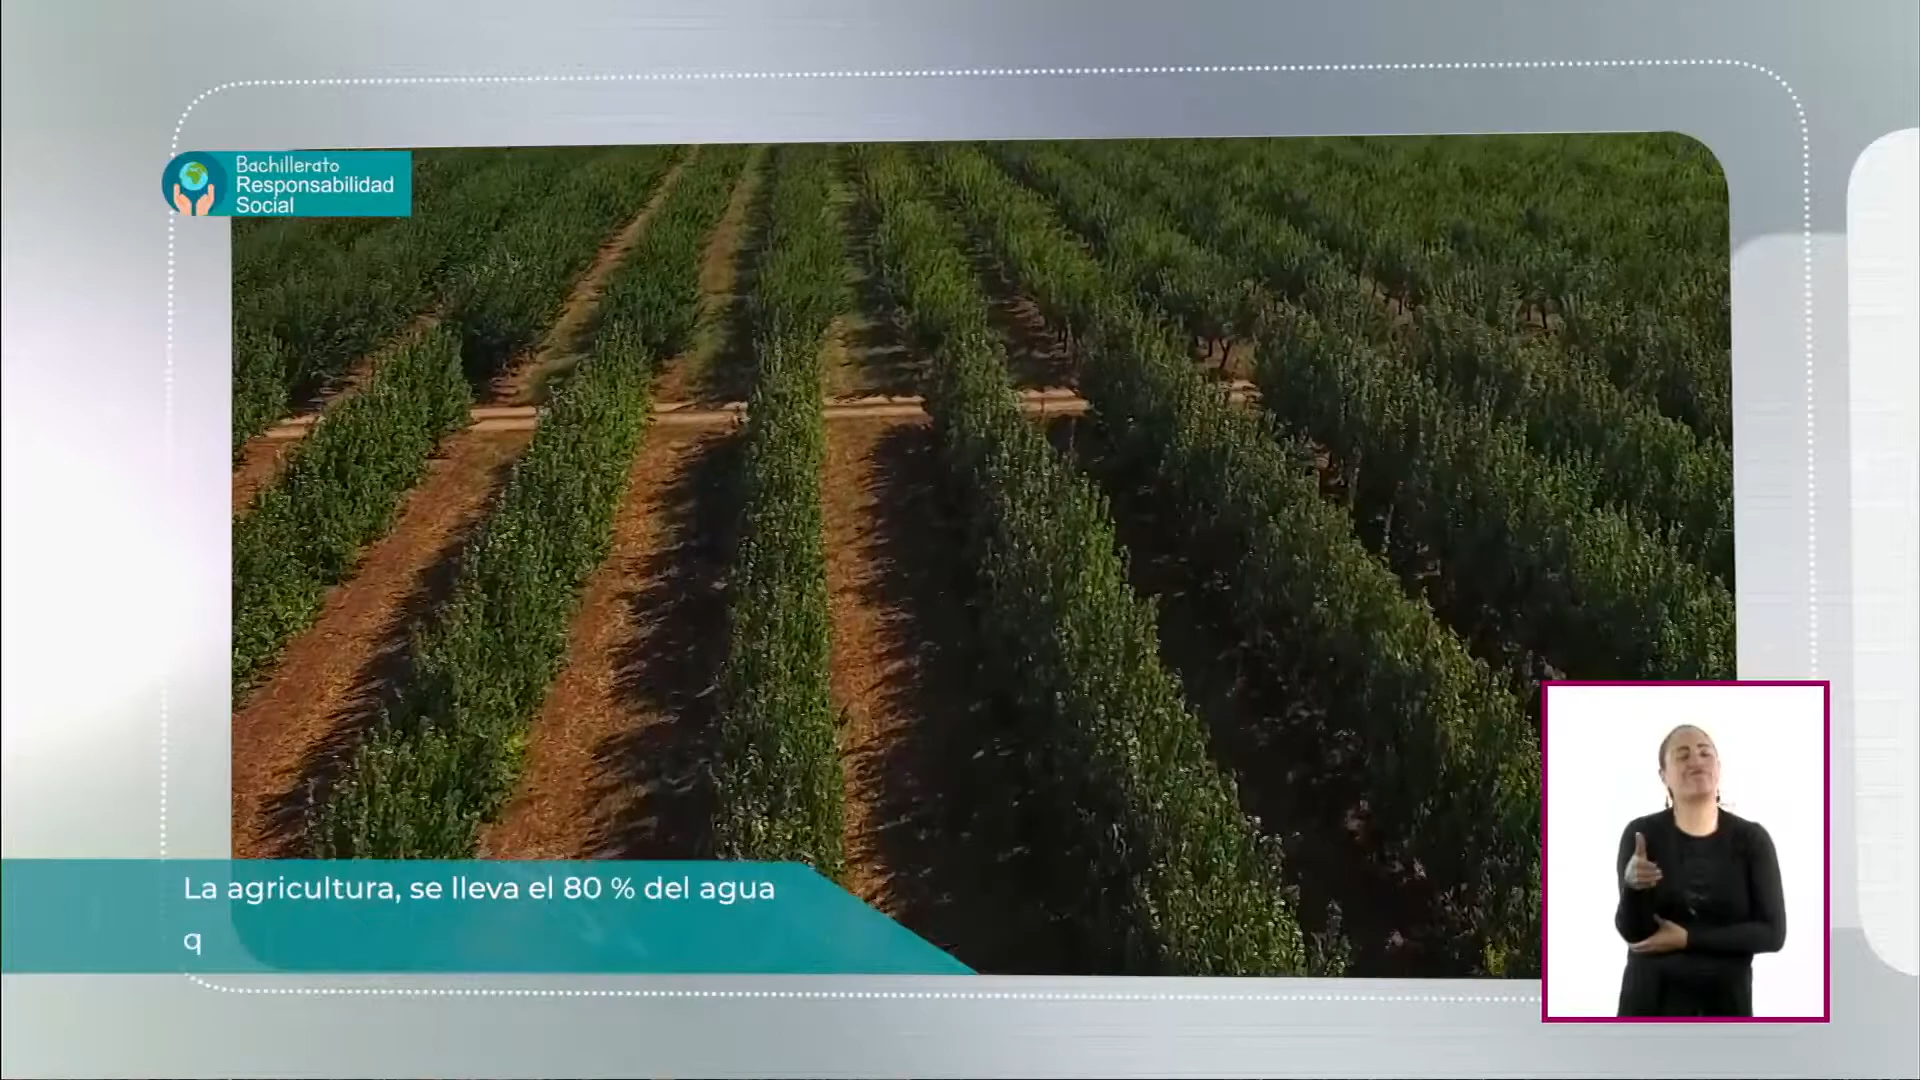 Bachillerato
Responsabilidad
Social
La agricultura, se lleva el 80 % del agua
q